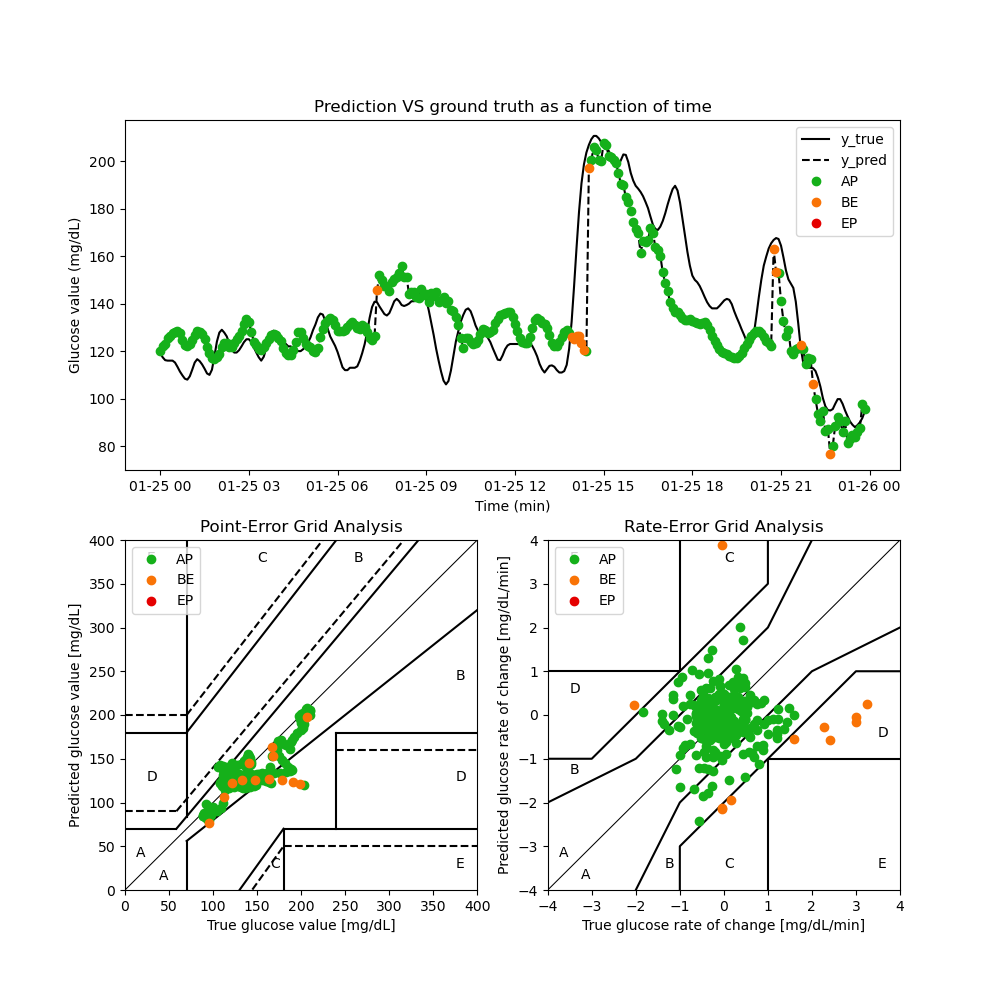 Prediction VS ground truth as a function of time
Glucose value (mg/dL)
200
180
160
140
120
100
80
y_true
y_pred
AP
BE
EP
01-25 00 01-25 03 01-25 06 01-25 09 01-25 12 01-25 15 01-25 18 01-25 21 01-26 00
Time (min)
Point-Error Grid Analysis
Predicted glucose value [mg/dL]
400
350
300
250
200
150
100
50
0
AP
BE
EP
C
B
B
D
D
A
A
C
E
0 50 100 150 200 250 300 350 400
True glucose value [mg/dL]
Rate-Error Grid Analysis
Predicted glucose rate of change [mg/dL/min]
4
3
2
1
0
−1
−2
−3
−4
AP
BE
EP
C
D
D
B
A
A
B
C
E
−4 −3 −2 −1 0 1 2 3 4
True glucose rate of change [mg/dL/min]